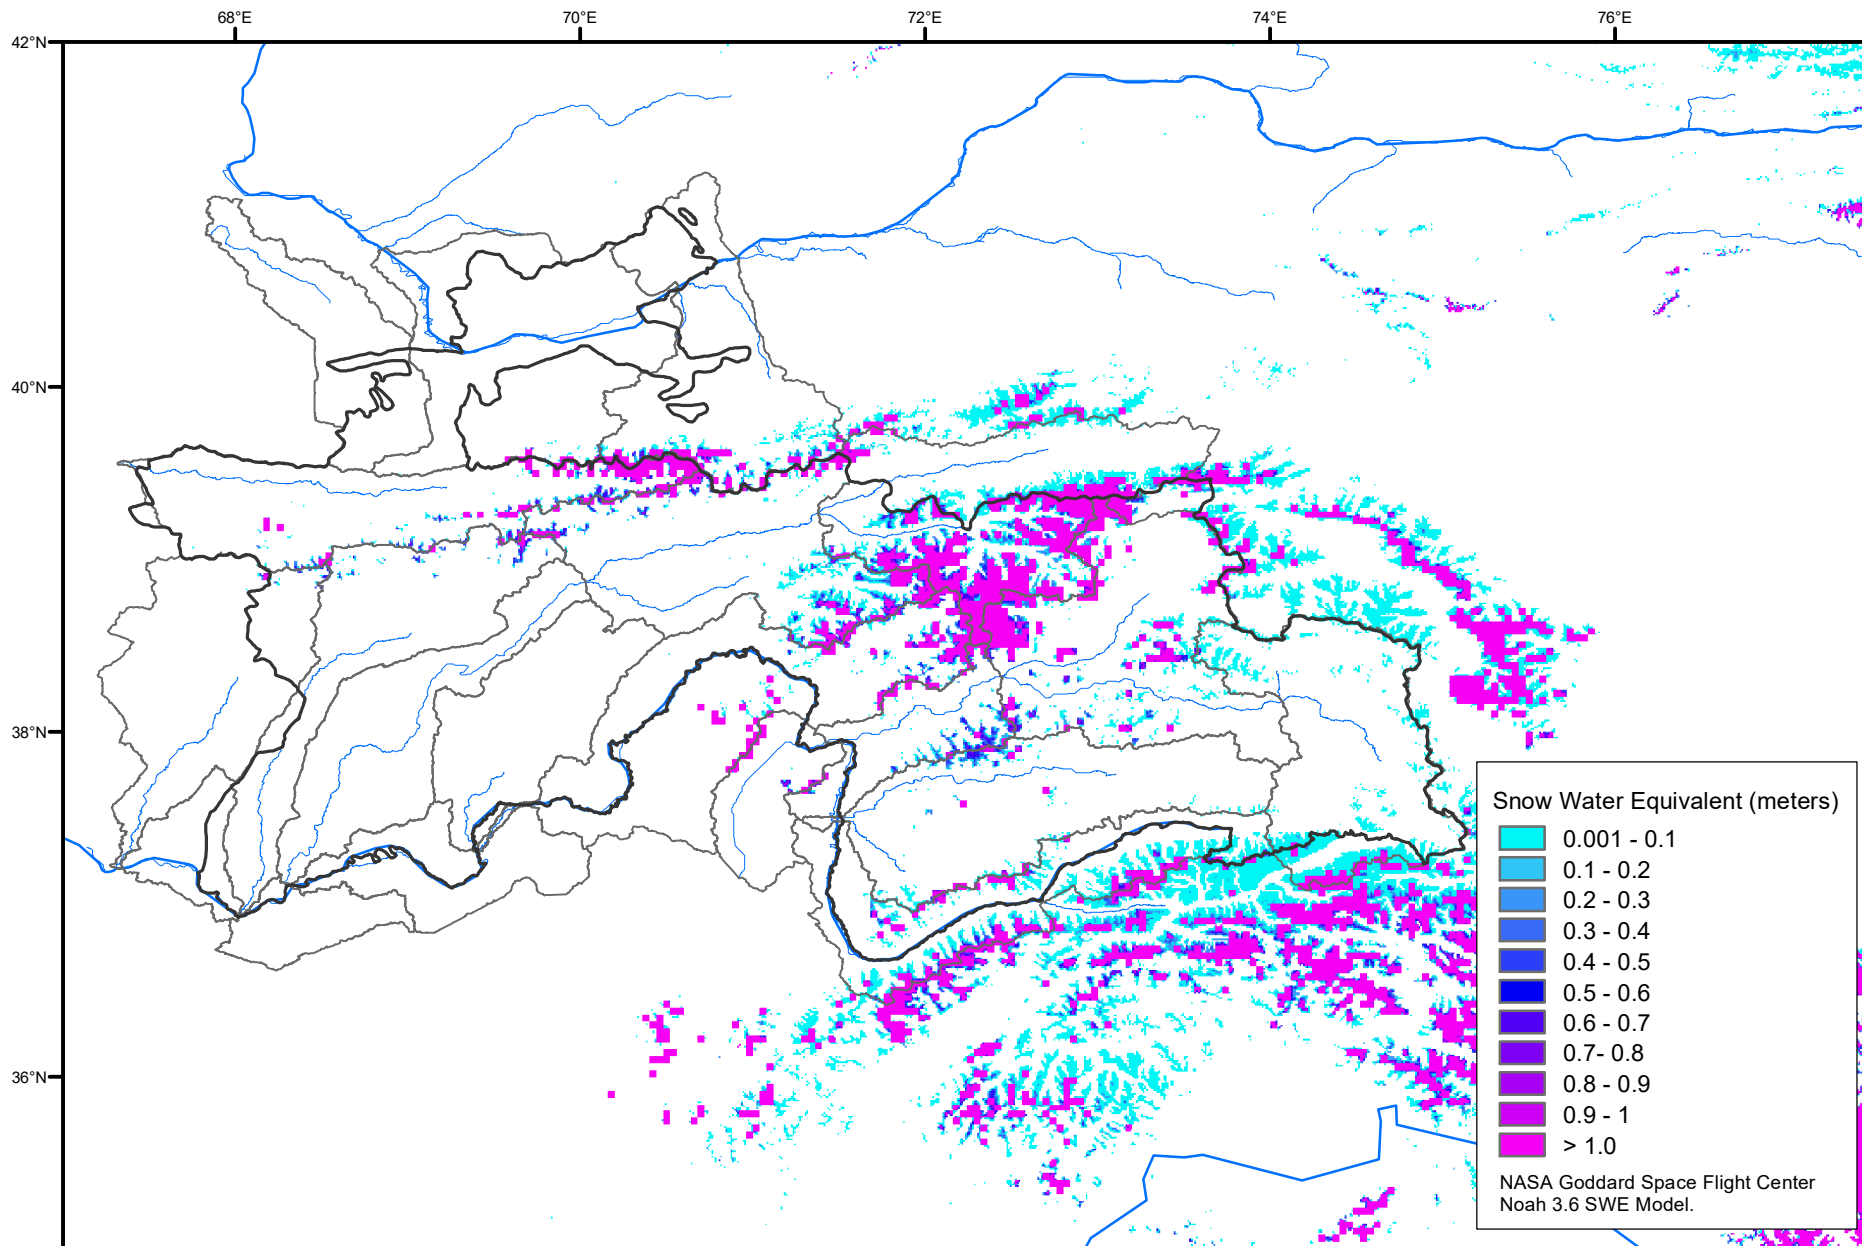 68°E
70°E
72°E
74°E
76°E
42°N
40°N
38°N
36°N
Snow Water Equivalent (meters)
0.001 - 0.1
0.1 - 0.2
0.2 - 0.3
0.3 - 0.4
0.4 - 0.5
0.5 - 0.6
0.6 - 0.7
0.7- 0.8
0.8 - 0.9
0.9 - 1
> 1.0
NASA Goddard Space Flight Center
Noah 3.6 SWE Model.